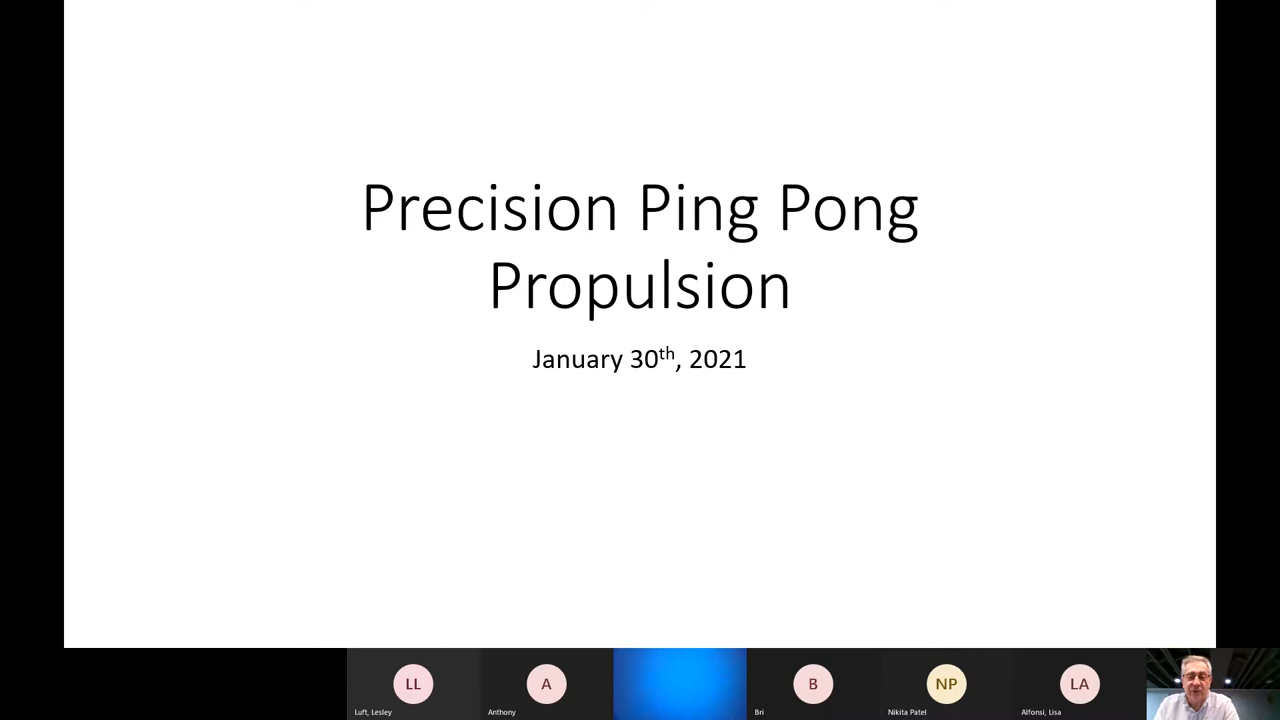 Precision Ping Pong
Propulsion
January 30th, 2021
LL
A
B
NP
LA
Luft, Lesley
Anthony
Bri
Nikita Patel
Alfonsi, Lisa